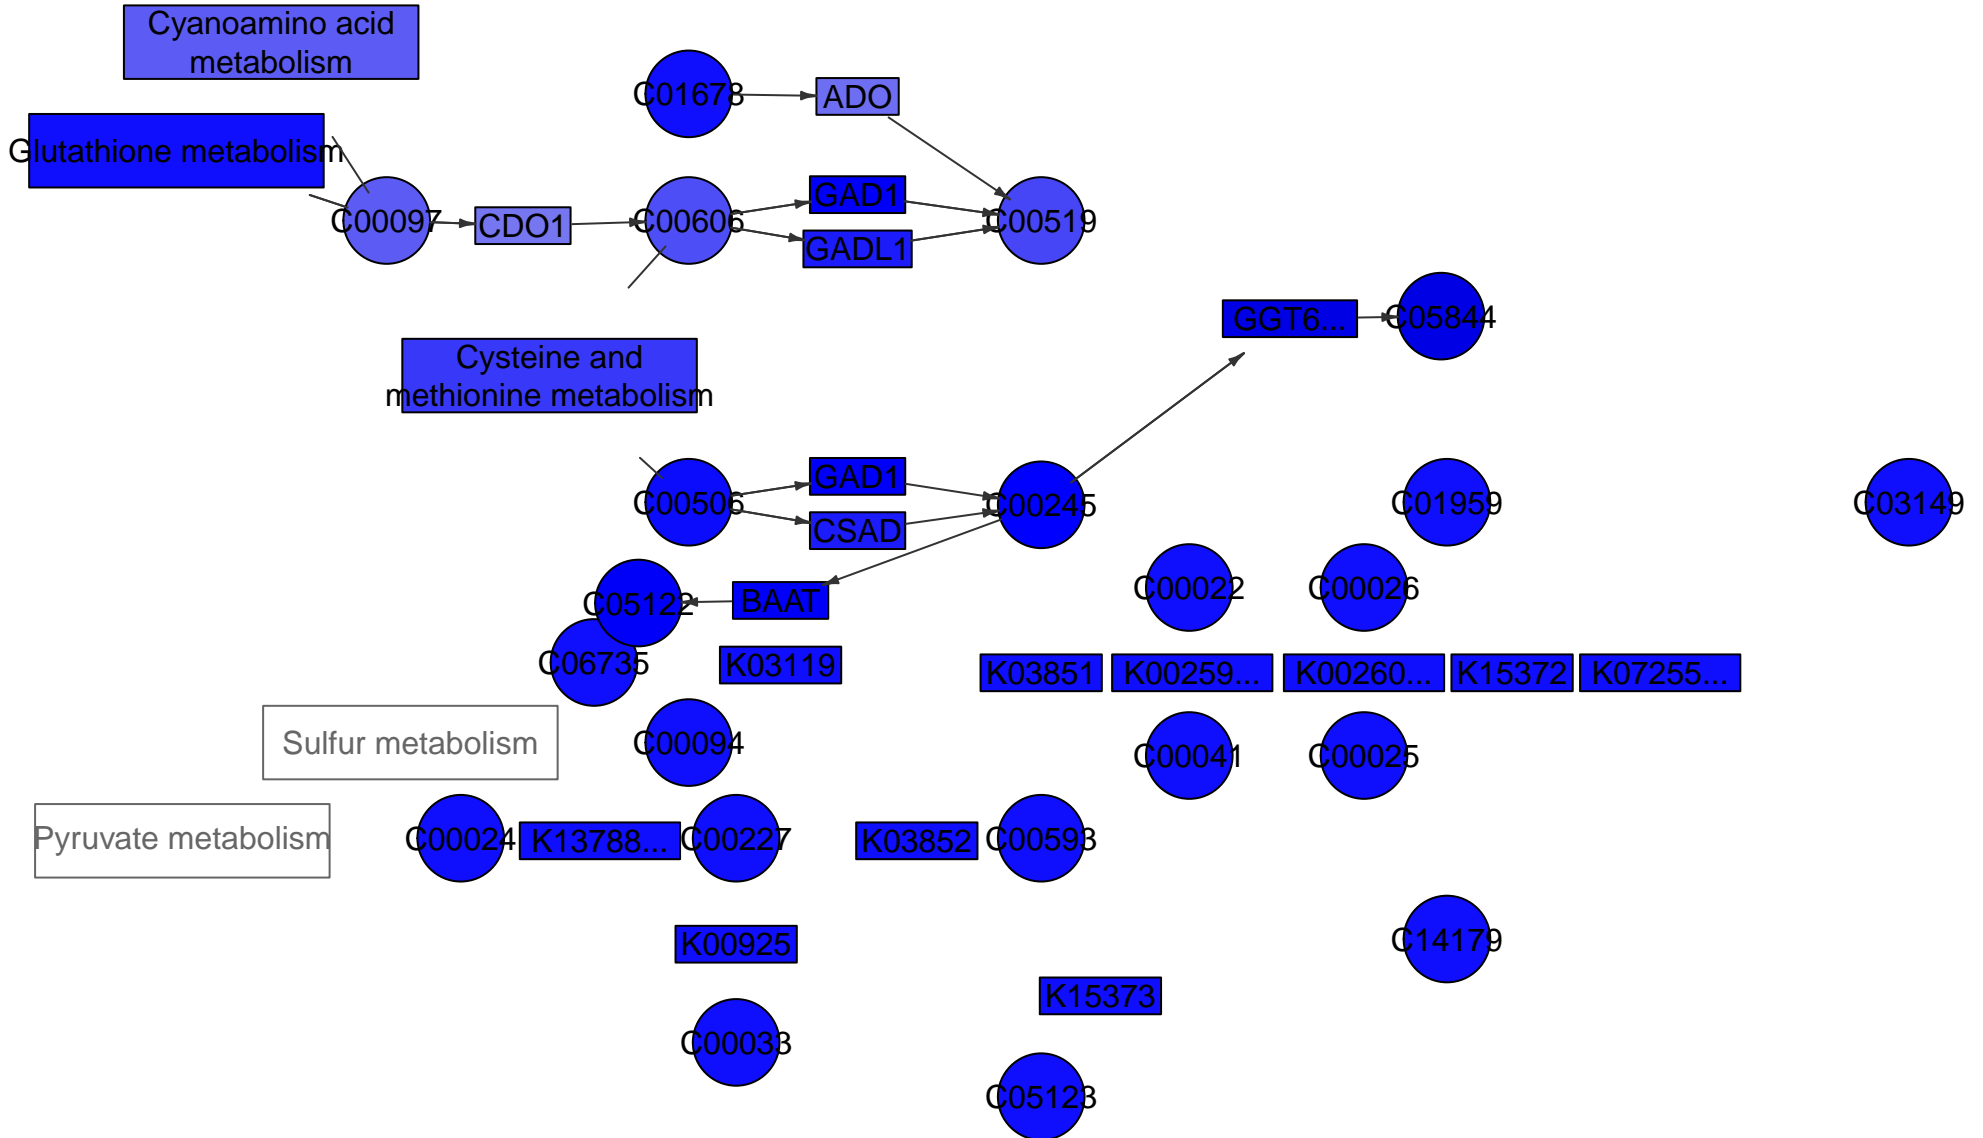 Cyanoamino acid
metabolism
C01678
ADO
Glutathione metabolism
C00097
CDO1
C00606
GAD1
GADL1
C00519
GGT6...
C05844
Cysteine and
methionine metabolism
C00506
GAD1
CSAD
C00245
C01959
C03149
C05122
BAAT
C00022
C00026
C06735
K03119
K03851
K00259...
K00260...
K15372
K07255...
Sulfur metabolism
C00094
C00041
C00025
Pyruvate metabolism
C00024
K13788...
C00227
K03852
C00593
K00925
C14179
K15373
C00033
C05123